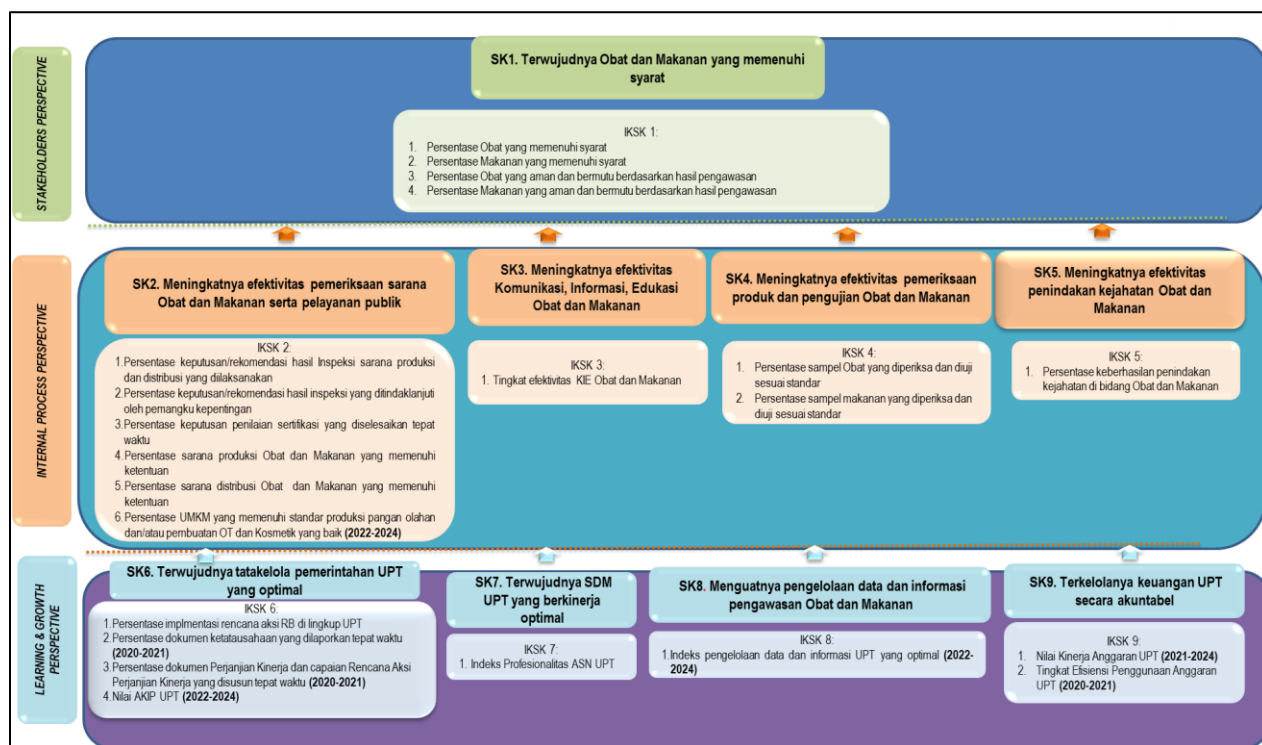 STAKEHOLDERS PERSPECTIVE
SK1. Terwujudnya Obat dan Makanan yang memenuhi
syarat
IKSK 1:
1. Persentase Obat yang memenuhi syarat
2. Persentase Makanan yang memenuhi syarat
3. Persentase Obat yang aman dan bermutu berdasarkan hasil pengawasan
4. Persentase Makanan yang aman dan bermutu berdasarkan hasil pengawasan
INTERNAL PROCESS PERSPECTIVE
SK2. Meningkatnya efektivitas pemeriksaan sarana
Obat dan Makanan serta pelayanan publik
IKSK 2:
1.Persentase keputusan/rekomendasi hasil Inspeksi sarana produksi
dan distribusi yang diilaksanakan
2.Persentase keputusan/rekomendasi hasil inspeksi yang ditindaklanjuti
oleh pemangku kepentingan
3.Persentase keputusan penilaian sertifikasi yang diselesaikan tepat
waktu
4.Persentase sarana produksi Obat dan Makanan yang memenuhi
ketentuan
5.Persentase sarana distribusi Obat dan Makanan yang memenuhi
ketentuan
6.Persentase UMKM yang memenuhi standar produksi pangan olahan
dan/atau pembuatan OT dan Kosmetik yang baik (2022-2024)
SK3. Meningkatnya efektivitas
Komunikasi, Informasi, Edukasi
Obat dan Makanan
IKSK 3:
1. Tingkat efektivitas KIE Obat dan Makanan
SK4. Meningkatnya efektivitas pemeriksaan
produk dan pengujian Obat dan Makanan
IKSK 4:
1. Persentase sampel Obat yang diperiksa dan diuji
sesuai standar
2. Persentase sampel makanan yang diperiksa dan
diuji sesuai standar
SK5. Meningkatnya efektivitas
penindakan kejahatan Obat dan
Makanan
IKSK 5:
1. Persentase keberhasilan penindakan
kejahatan di bidang Obat dan Makanan
LEARNING & GROWTH
PERSPECTIVE
SK6. Terwujudnya tatakelola pemerintahan UPT
yang optimal
IKSK 6:
1.Persentase implmentasi rencana aksi RB di lingkup UPT
2.Persentase dokumen ketatausahaan yang dilaporkan tepat waktu
(2020-2021)
3.Persentase dokumen Perjanjian Kinerja dan capaian Rencana Aksi
Perjanjian Kinerja yang disusun tepat waktu (2020-2021)
4.Nilai AKIP UPT (2022-2024)
SK7. Terwujudnya SDM
UPT yang berkinerja
optimal
IKSK 7:
1. Indeks Profesionalitas ASN UPT
SK8. Menguatnya pengelolaan data dan informasi
pengawasan Obat dan Makanan
IKSK 8:
1.Indeks pengelolaan data dan informasi UPT yang optimal (2022-
2024)
SK9. Terkelolanya keuangan UPT
secara akuntabel
IKSK 9:
1. Nilai Kinerja Anggaran UPT (2021-2024)
2. Tingkat Efisiensi Penggunaan Anggaran
UPT (2020-2021)